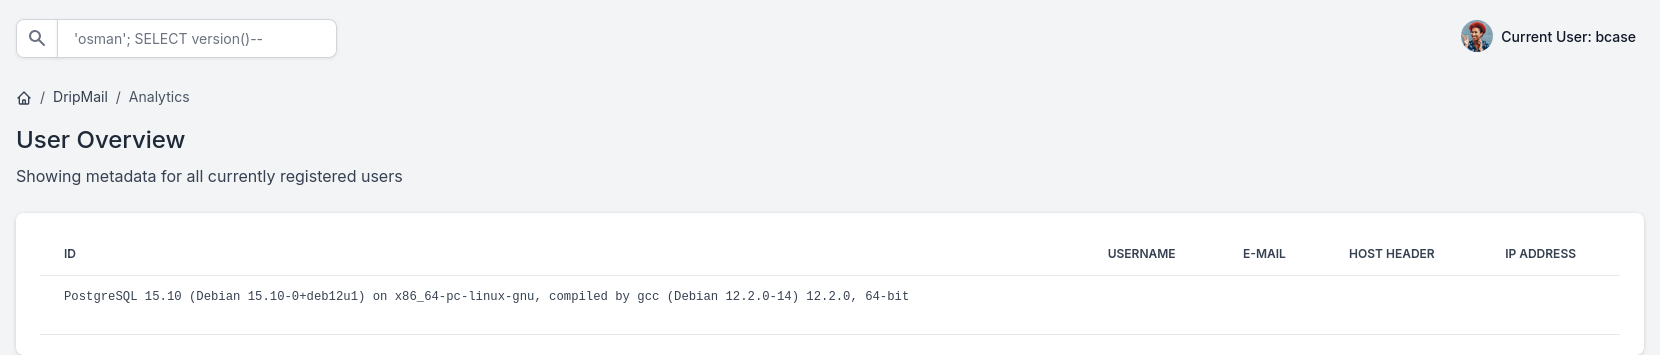 'osman'; SELECT version()--
Current User: bcase
/ DripMail / Analytics
User Overview
Showing metadata for all currently registered users
ID USERNAME E-MAIL HOST HEADER IP ADDRESS
PostgreSQL 15.10 (Debian 15.10-0+deb12u1) on x86_64-pc-linux-gnu, compiled by gcc (Debian 12.2.0-14) 12.2.0, 64-bit